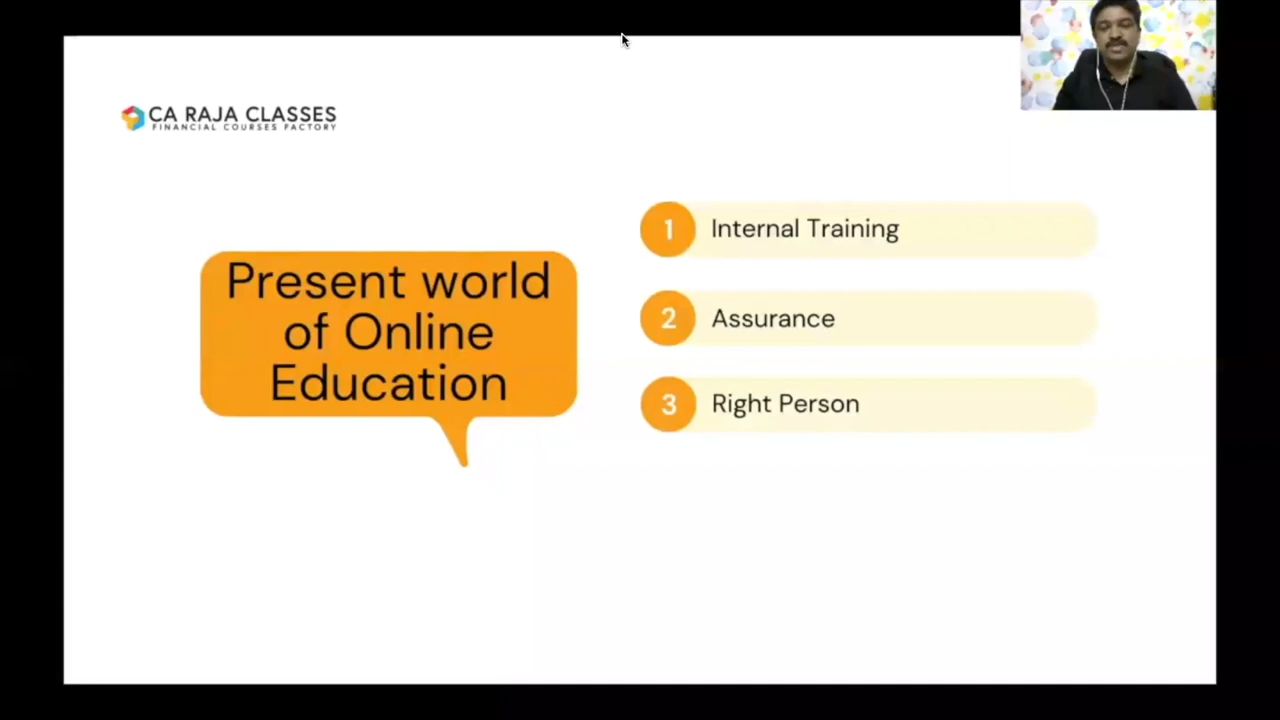 CA RAJA CLASSES
FINANCIAL COURSES FACTORY
Present world
of Online
Education
1 Internal Training
2 Assurance
3 Right Person